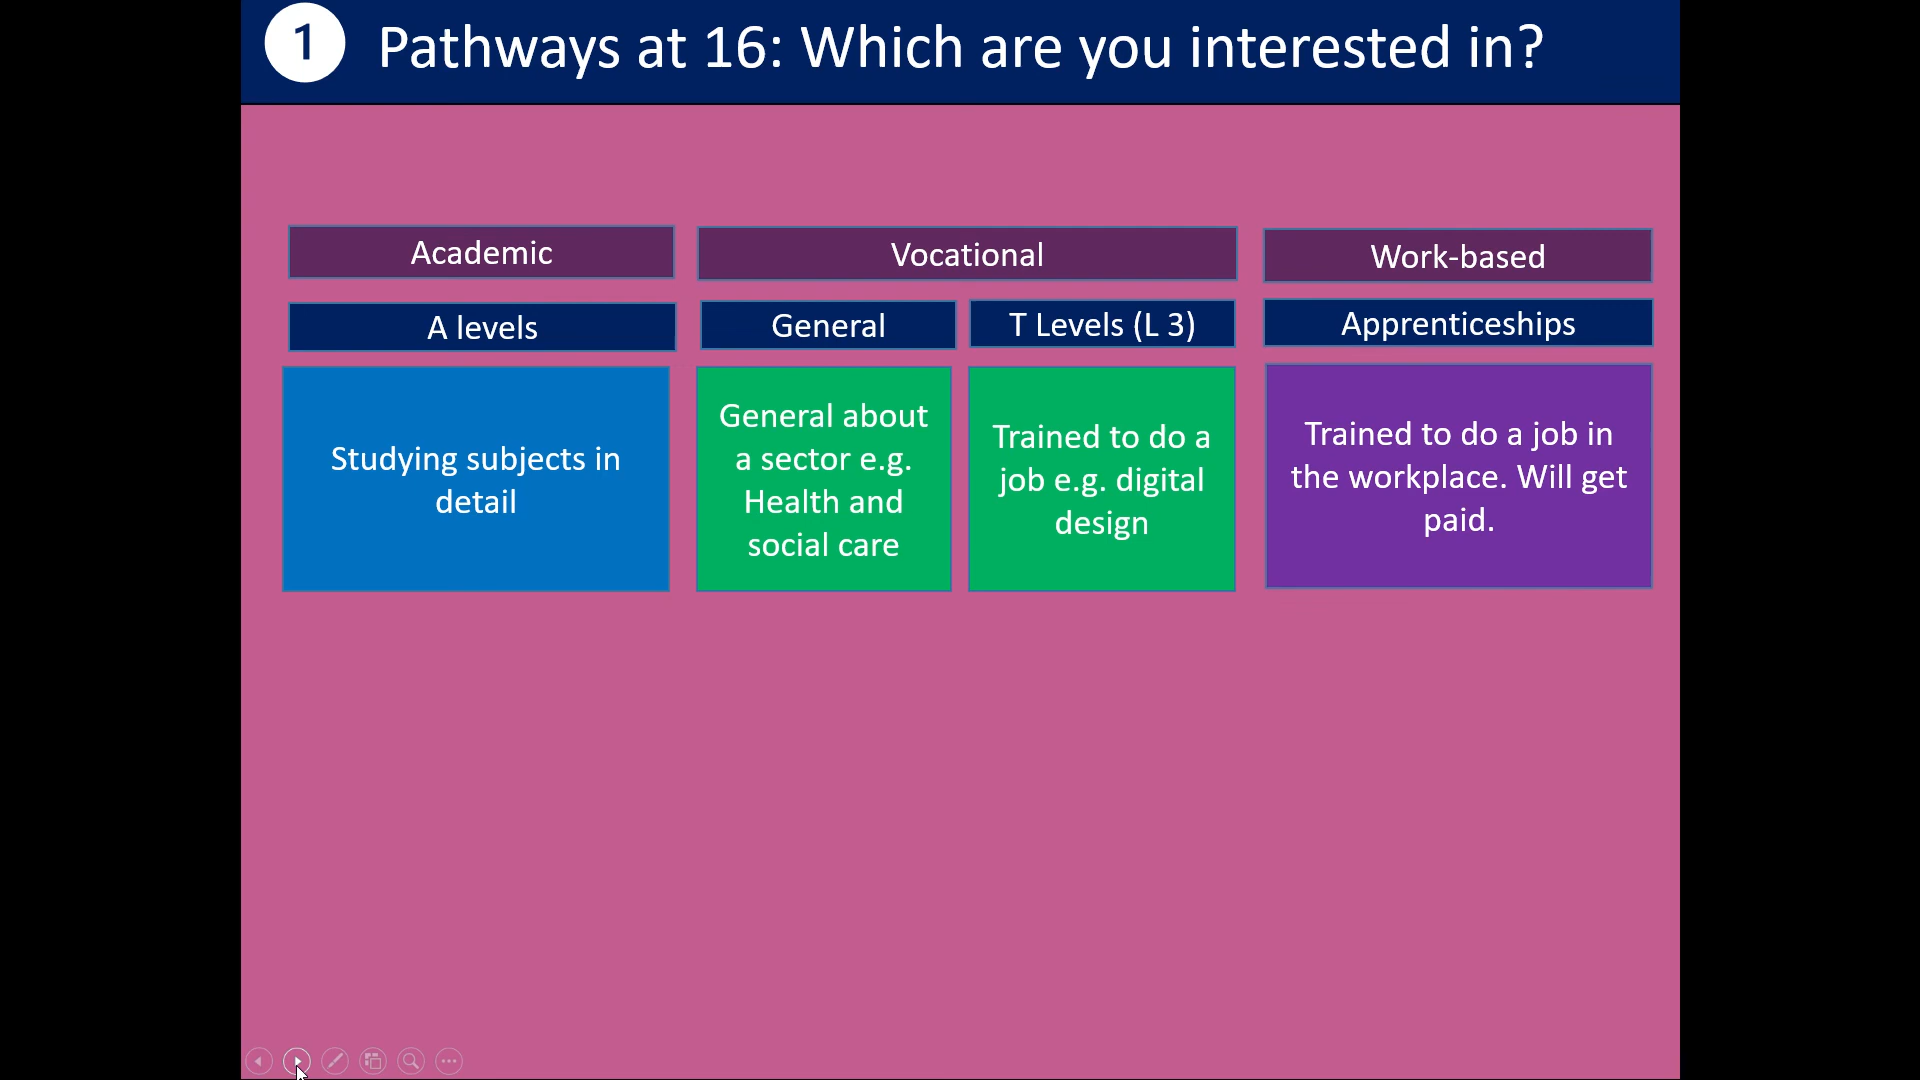 1
Pathways at 16: Which are you interested in?
Academic
Vocational
Work-based
A levels
General
T Levels (L 3)
Apprenticeships
Studying subjects in
detail
General about
a sector e.g.
Health and
social care
Trained to do a
job e.g. digital
design
Trained to do a job in
the workplace. Will get
paid.